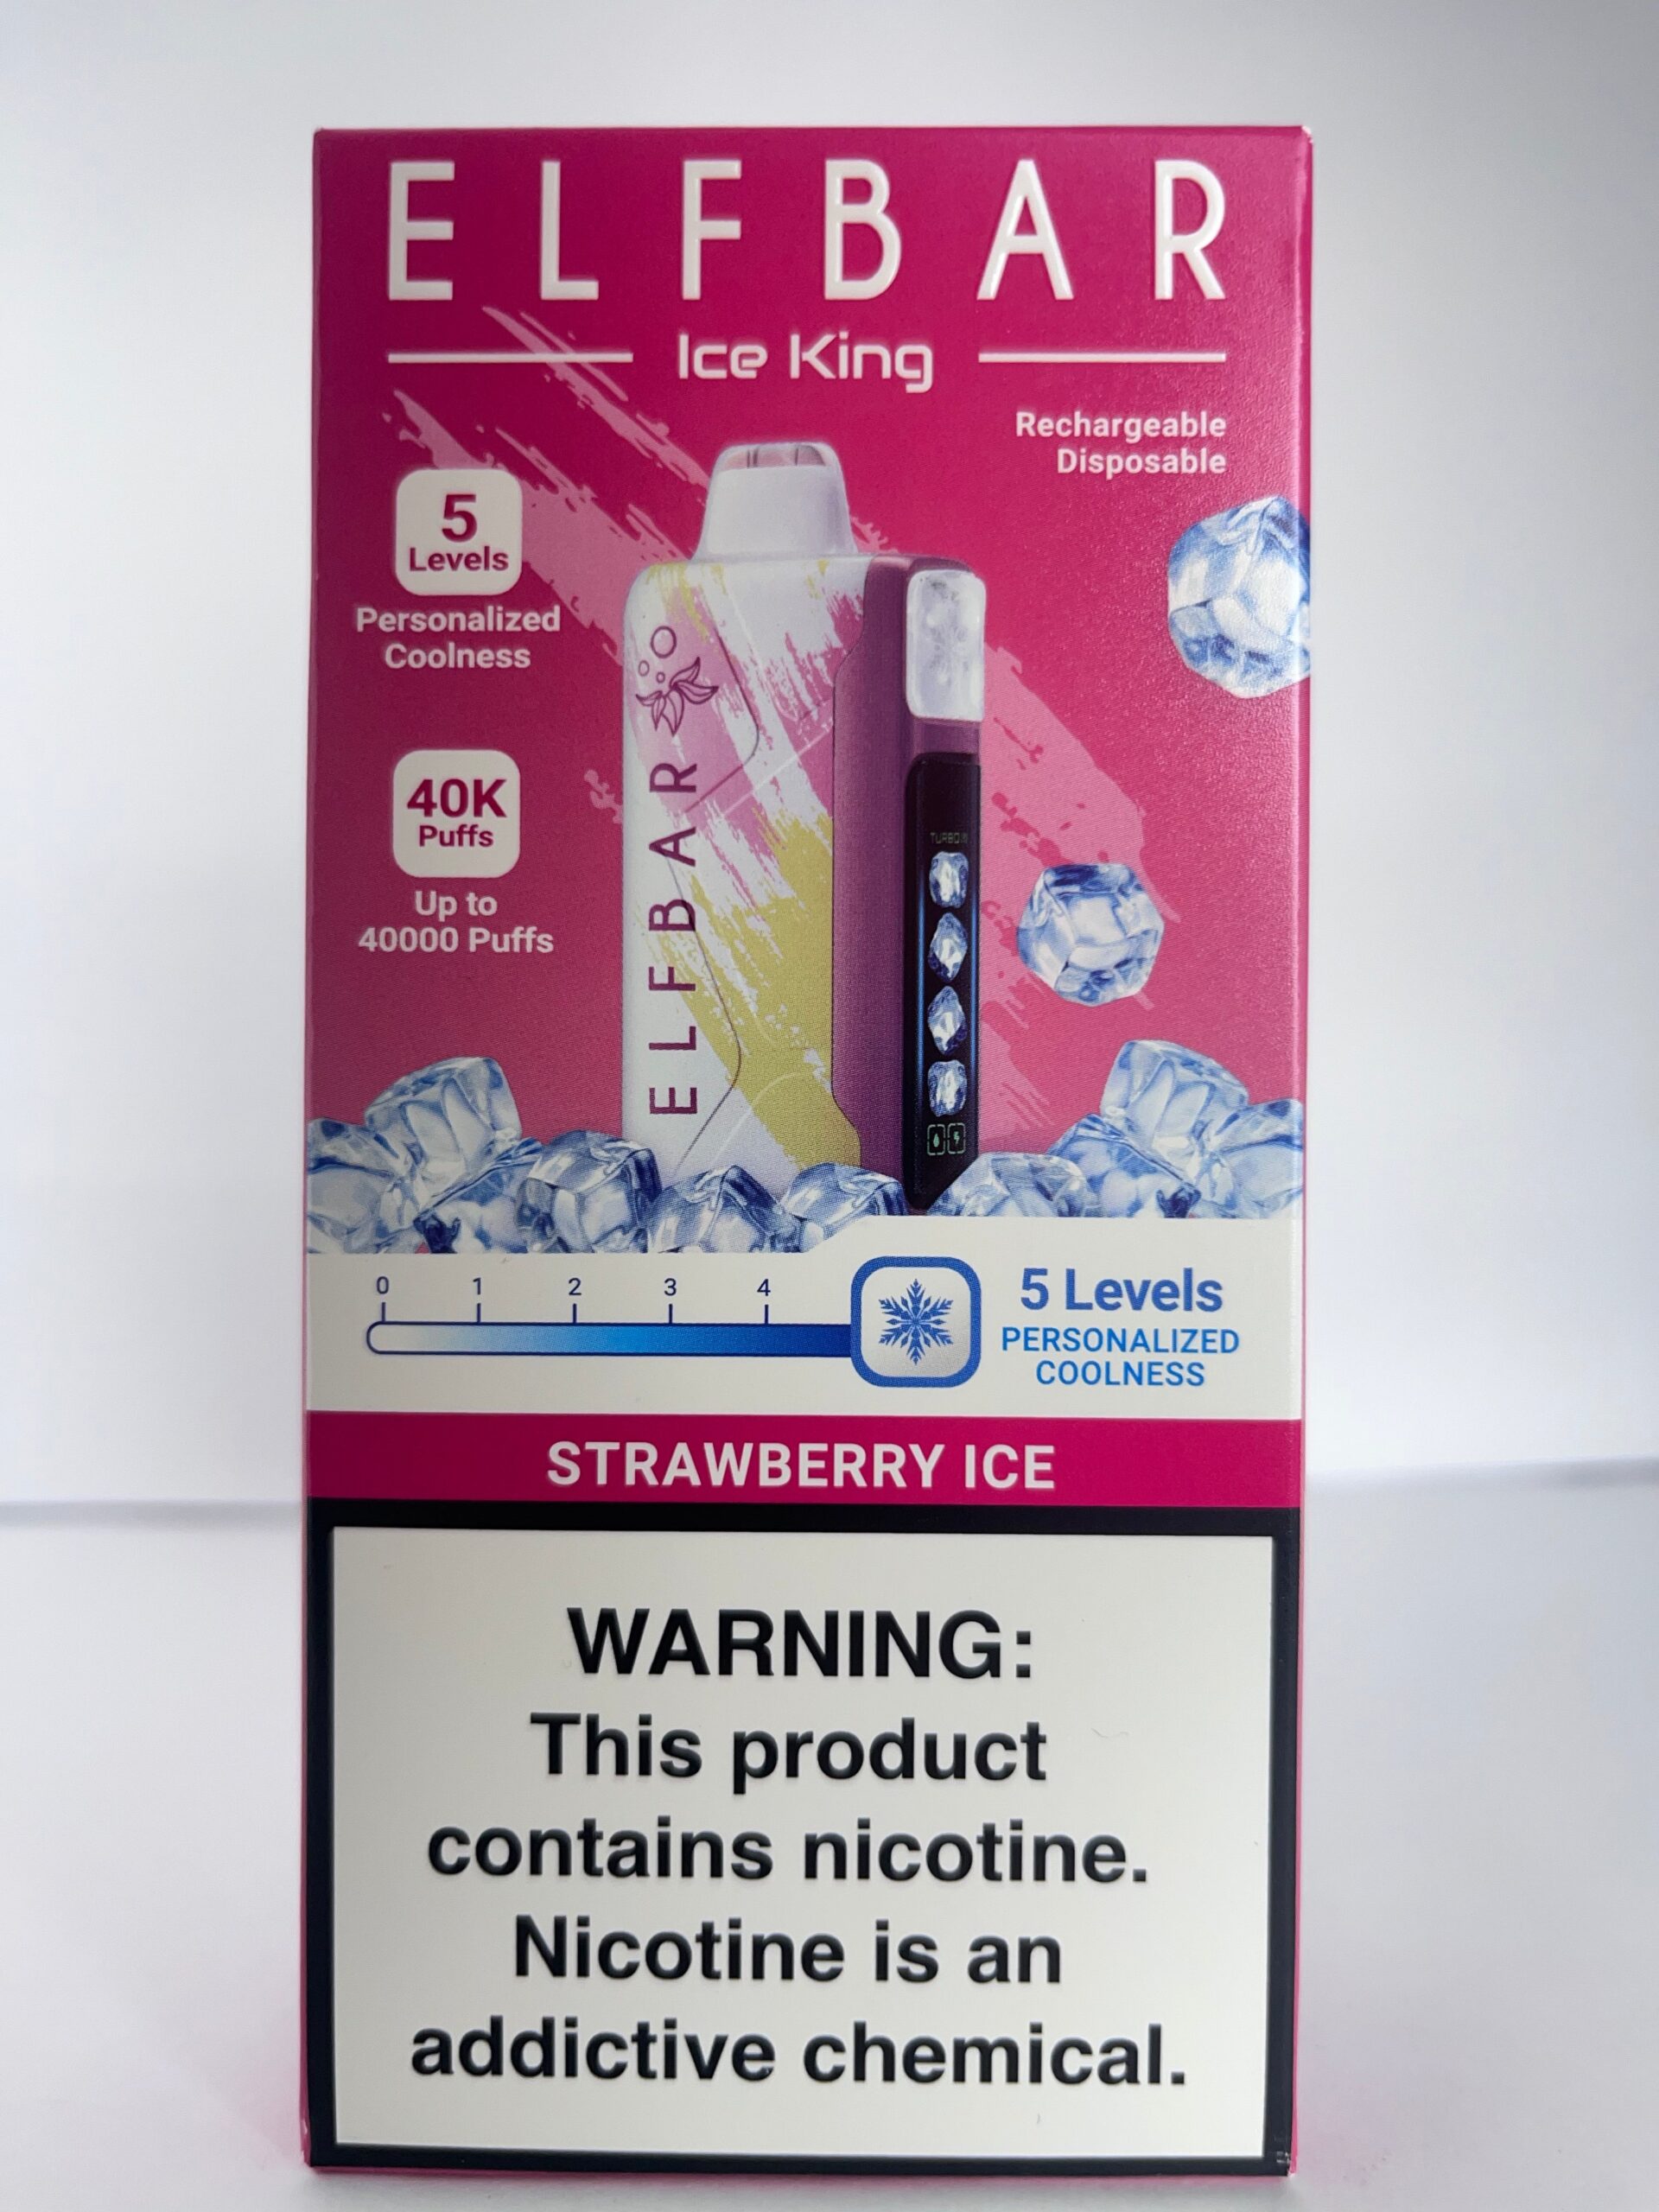 ELFBAR
Ice King
Rechargeable
Disposable
5
Levels
Personalized
Coolness
40K
Puffs
Up to
40000 Puffs
ELFBAR
TURBO
0 1 2 3 4
5 Levels
PERSONALIZED
COOLNESS
STRAWBERRY ICE
WARNING:
This product
contains nicotine.
Nicotine is an
addictive chemical.